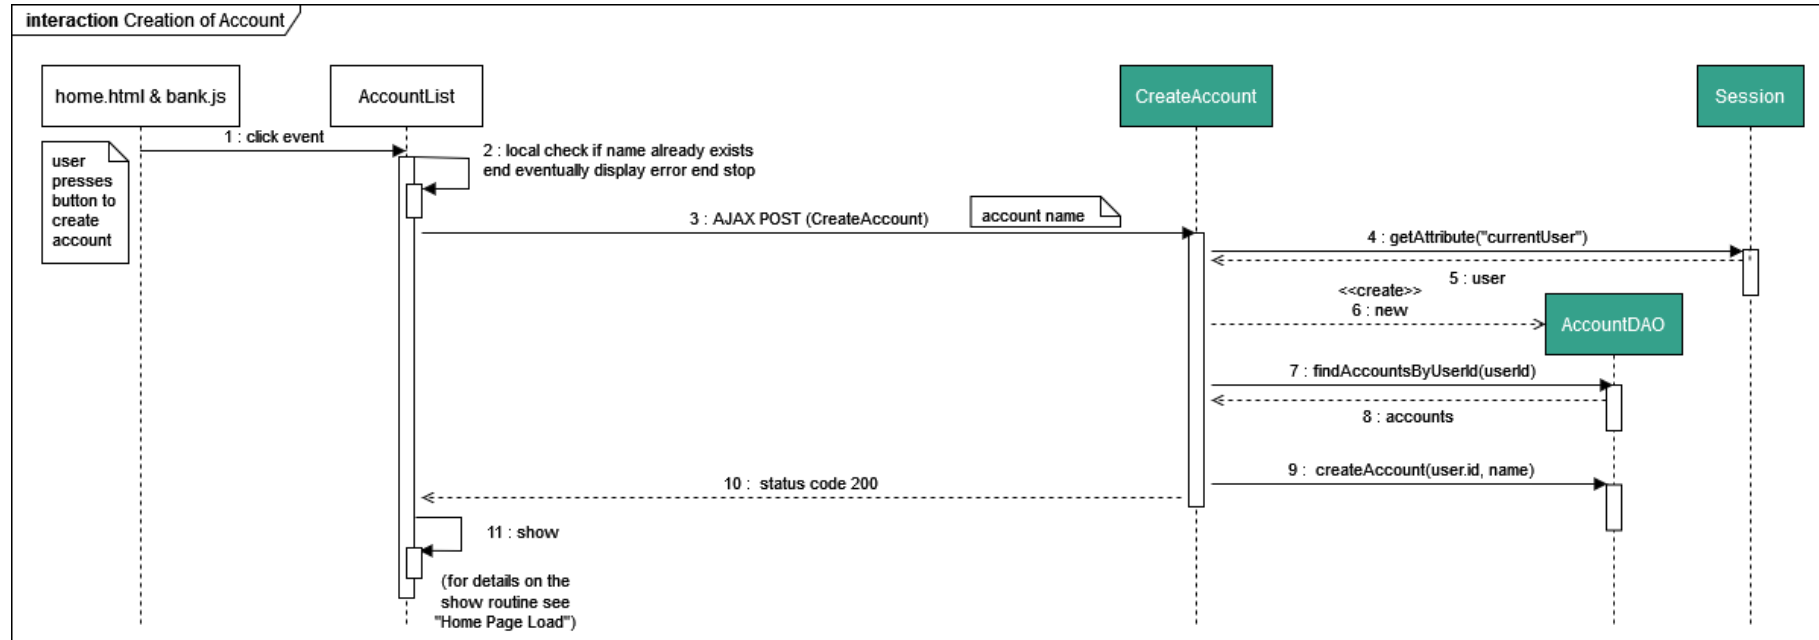 interaction Creation of Account
home.html & bank.js
AccountList
CreateAccount
Session
user
presses
button to
create
account
1 : click event
2 : local check if name already exists
end eventually display error end stop
3 : AJAX POST (CreateAccount)
account name
4 : getAttribute("currentUser")
5 : user
<<create>>
6 : new
AccountDAO
7 : findAccountsByUserId(userId)
8 : accounts
9 : createAccount(user.id, name)
10 : status code 200
11 : show
(for details on the
show routine see
"Home Page Load")